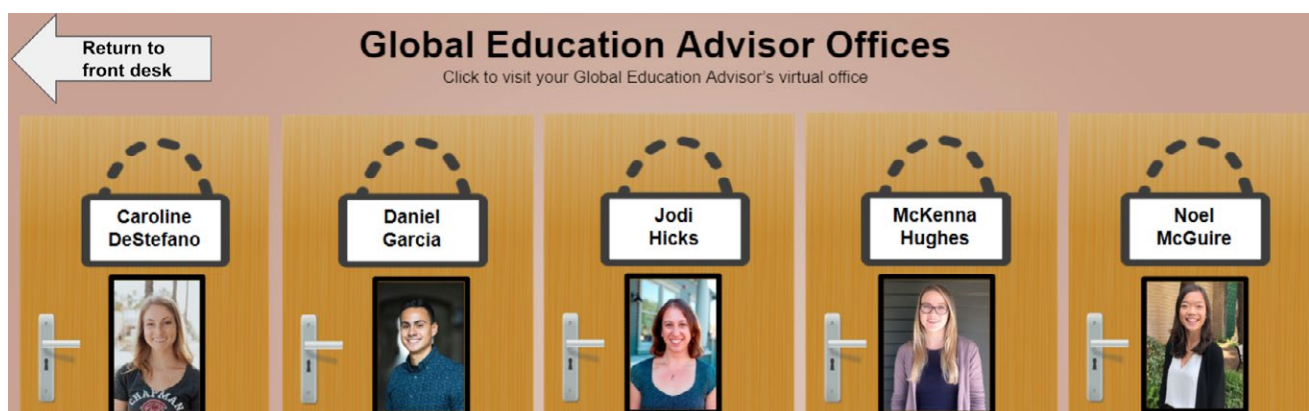 Return to
front desk
Global Education Advisor Offices
Click to visit your Global Education Advisor's virtual office
Caroline
DeStefano
Daniel
Garcia
Jodi
Hicks
McKenna
Hughes
Noel
McGuire
CHAPMAN